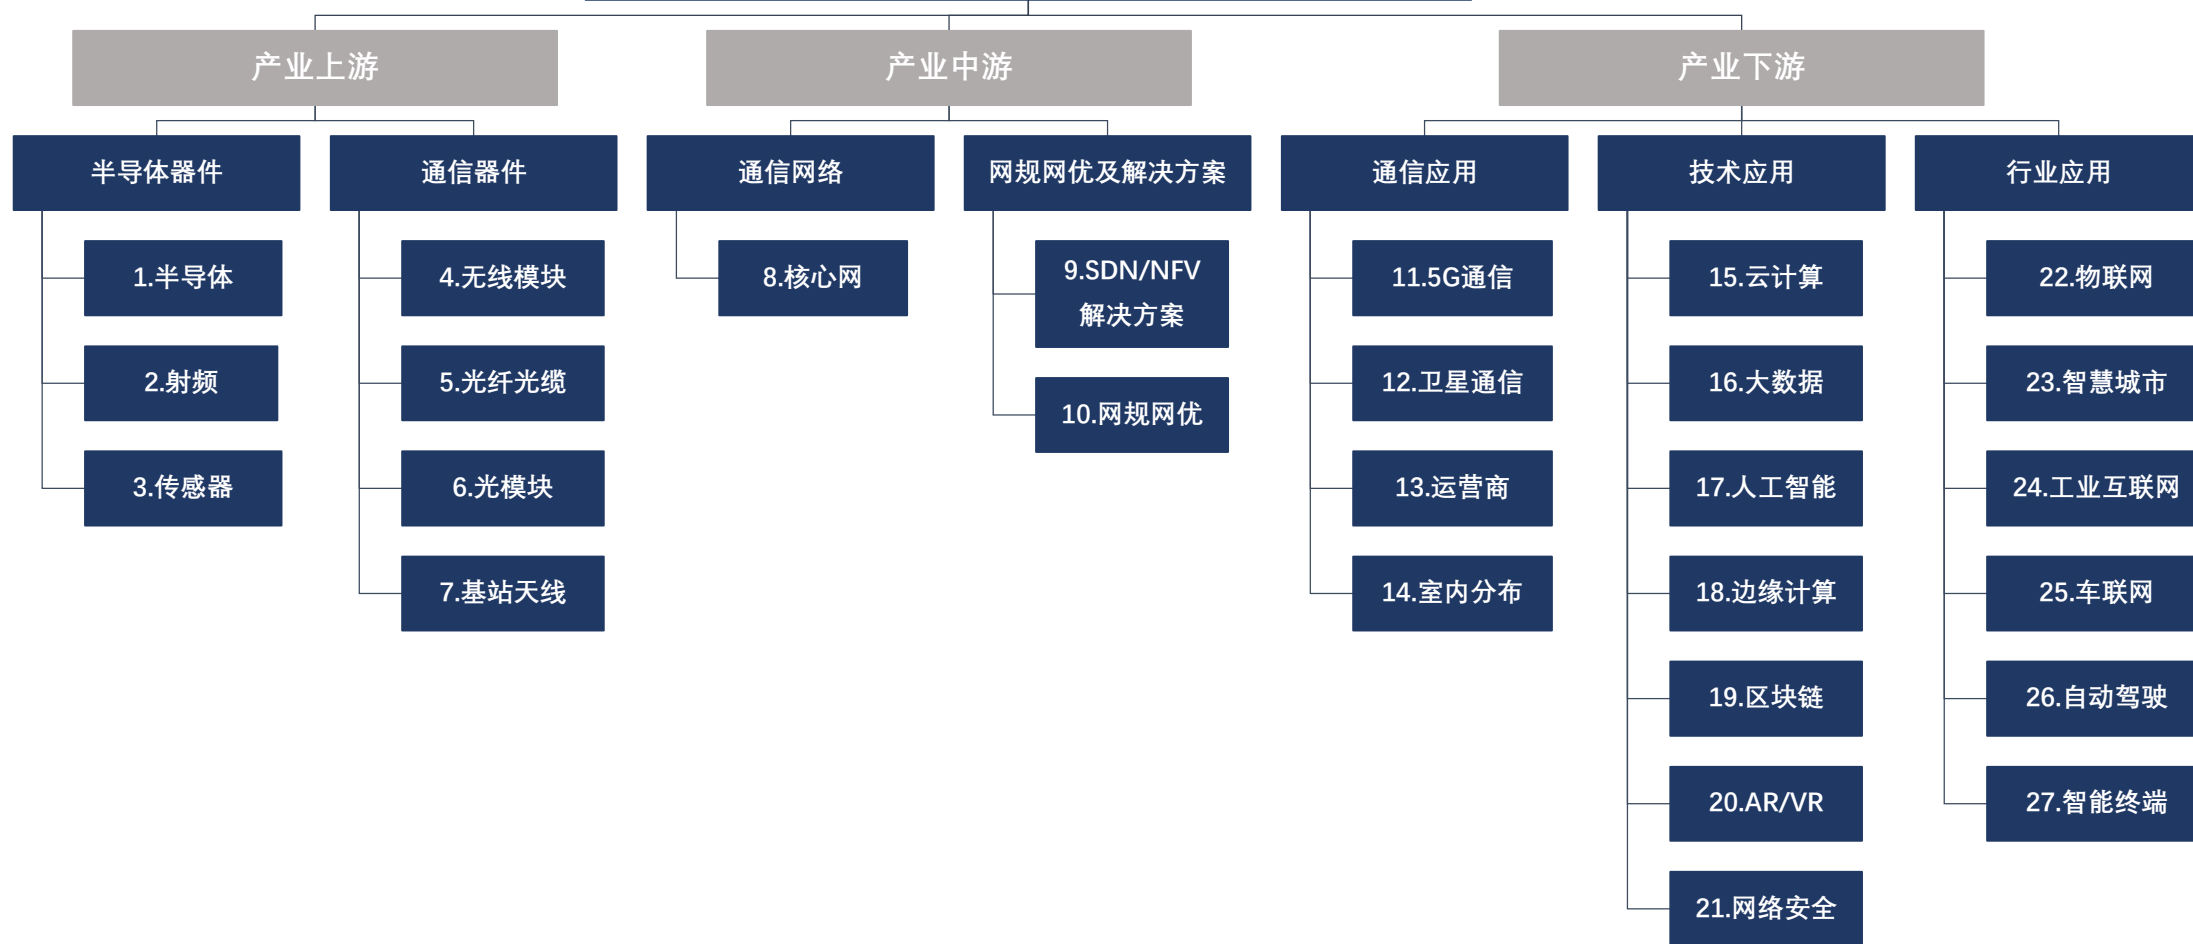 产业上游
产业中游
产业下游
半导体器件
通信器件
通信网络
网规网优及解决方案
通信应用
技术应用
行业应用
1.半导体
2.射频
3.传感器
4.无线模块
5.光纤光缆
6.光模块
7.基站天线
8.核心网
9.SDN/NFV
解决方案
10.网规网优
11.5G通信
12.卫星通信
13.运营商
14.室内分布
15.云计算
16.大数据
17.人工智能
18.边缘计算
19.区块链
20.AR/VR
21.网络安全
22.物联网
23.智慧城市
24.工业互联网
25.车联网
26.自动驾驶
27.智能终端